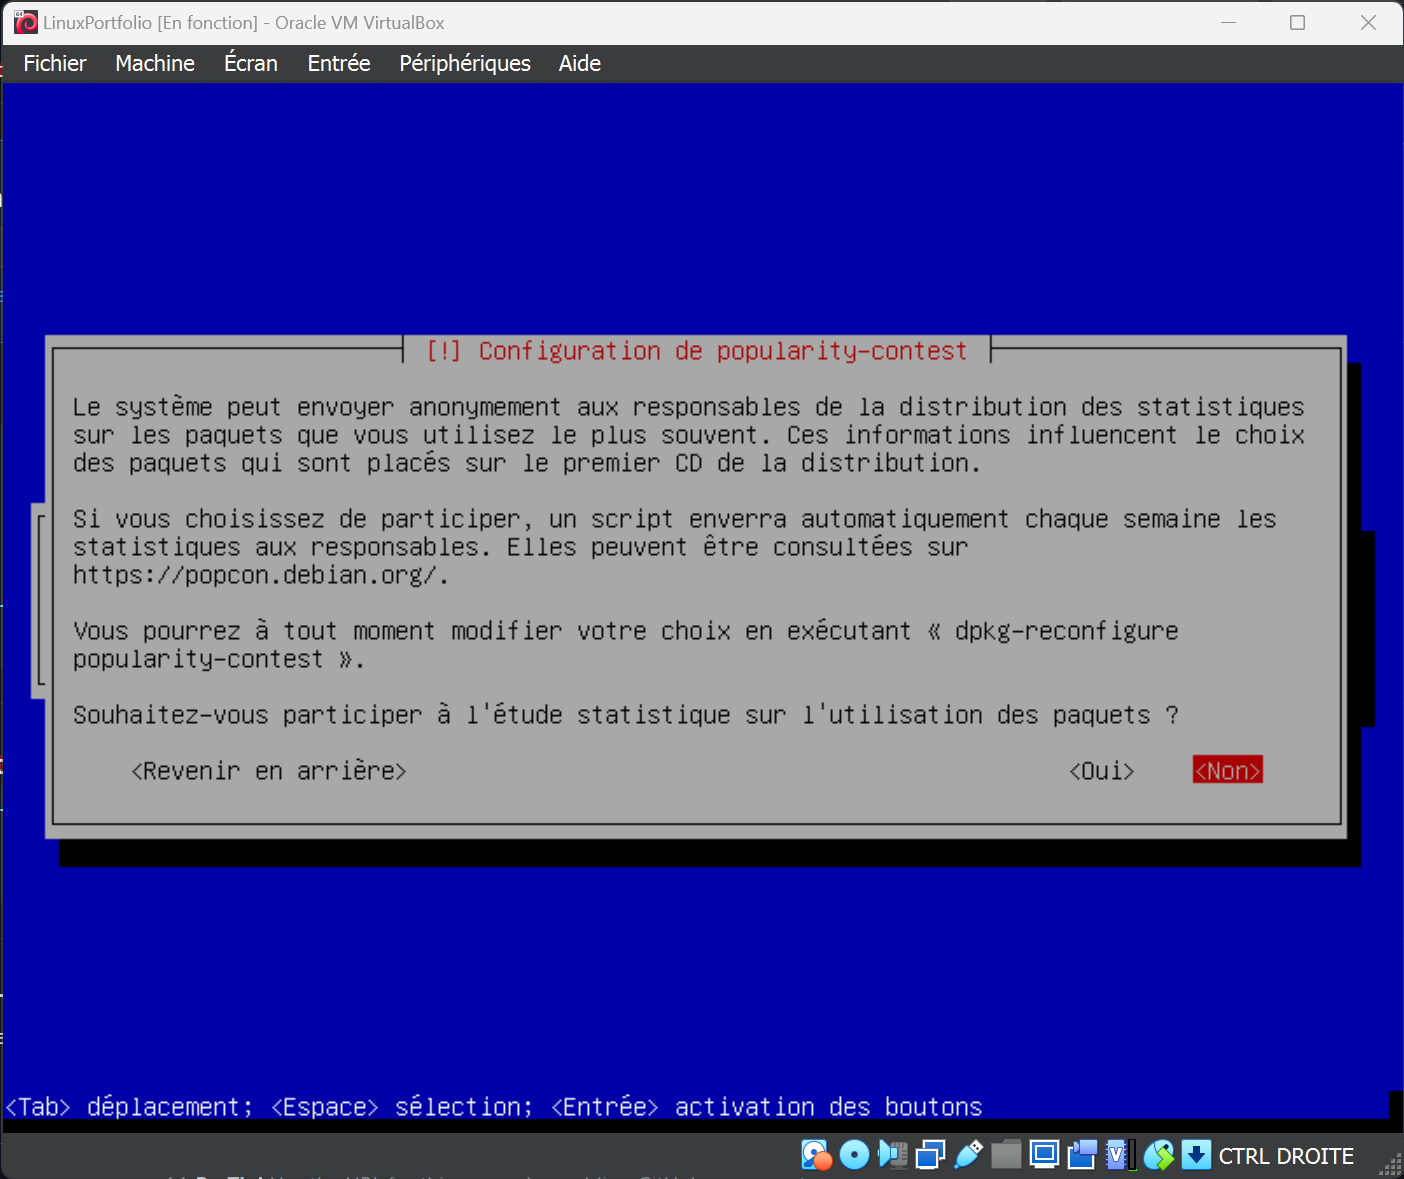 LinuxPortfolio [En fonction] - Oracle VM VirtualBox
Fichier Machine Écran Entrée Périphériques Aide
[!] Configuration de popularity-contest
Le système peut envoyer anonymement aux responsables de la distribution des statistiques
sur les paquets que vous utilisez le plus souvent. Ces informations influencent le choix
des paquets qui sont placés sur le premier CD de la distribution.
Si vous choisissez de participer, un script enverra automatiquement chaque semaine les
statistiques aux responsables. Elles peuvent être consultées sur
https://popcon.debian.org/.
Vous pourrez à tout moment modifier votre choix en exécutant « dpkg-reconfigure
popularity-contest ».
Souhaitez-vous participer à l'étude statistique sur l'utilisation des paquets ?
<Revenir en arrière> <Oui> <Non>
<Tab> déplacement; <Espace> sélection; <Entrée> activation des boutons
CTRL DROITE